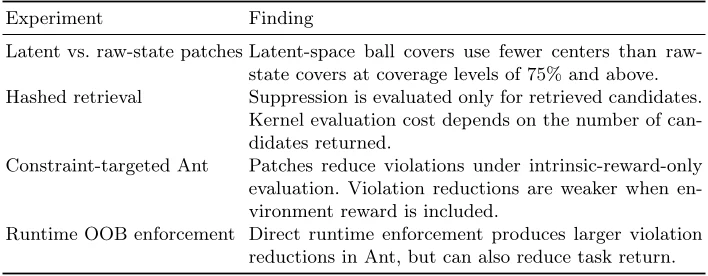 Experiment Finding
Latent vs. raw-state patches Latent-space ball covers use fewer centers than raw-
state covers at coverage levels of 75% and above.
Hashed retrieval Suppression is evaluated only for retrieved candidates.
Kernel evaluation cost depends on the number of can-
didates returned.
Constraint-targeted Ant Patches reduce violations under intrinsic-reward-only
evaluation. Violation reductions are weaker when en-
vironment reward is included.
Runtime OOB enforcement Direct runtime enforcement produces larger violation
reductions in Ant, but can also reduce task return.